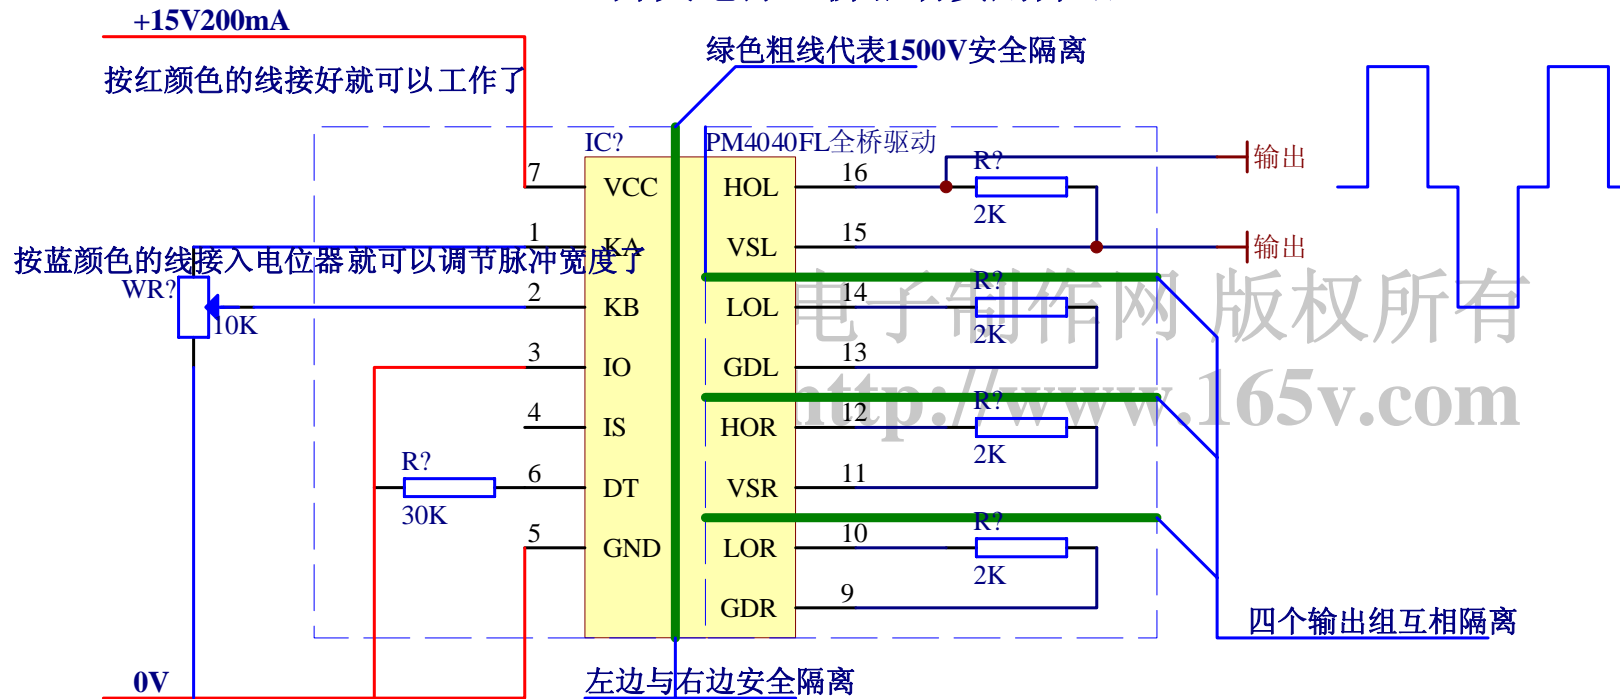 +15V200mA
绿色粗线代表1500V安全隔离
按红颜色的线接好就可以工作了
IC?
PM4040FL全桥驱动
7
VCC
HOL
16
R?
2K
输出
1
KA
VSL
15
输出
按蓝颜色的线接入电位器就可以调节脉冲宽度了
WR?
10K
2
KB
LOL
14
R?
2K
电子制作网 版权所有
3
IO
GDL
13
http://www.165v.com
4
IS
HOR
12
R?
2K
R?
30K
6
DT
VSR
11
5
GND
LOR
10
R?
2K
GDR
9
四个输出组互相隔离
0V
左边与右边安全隔离